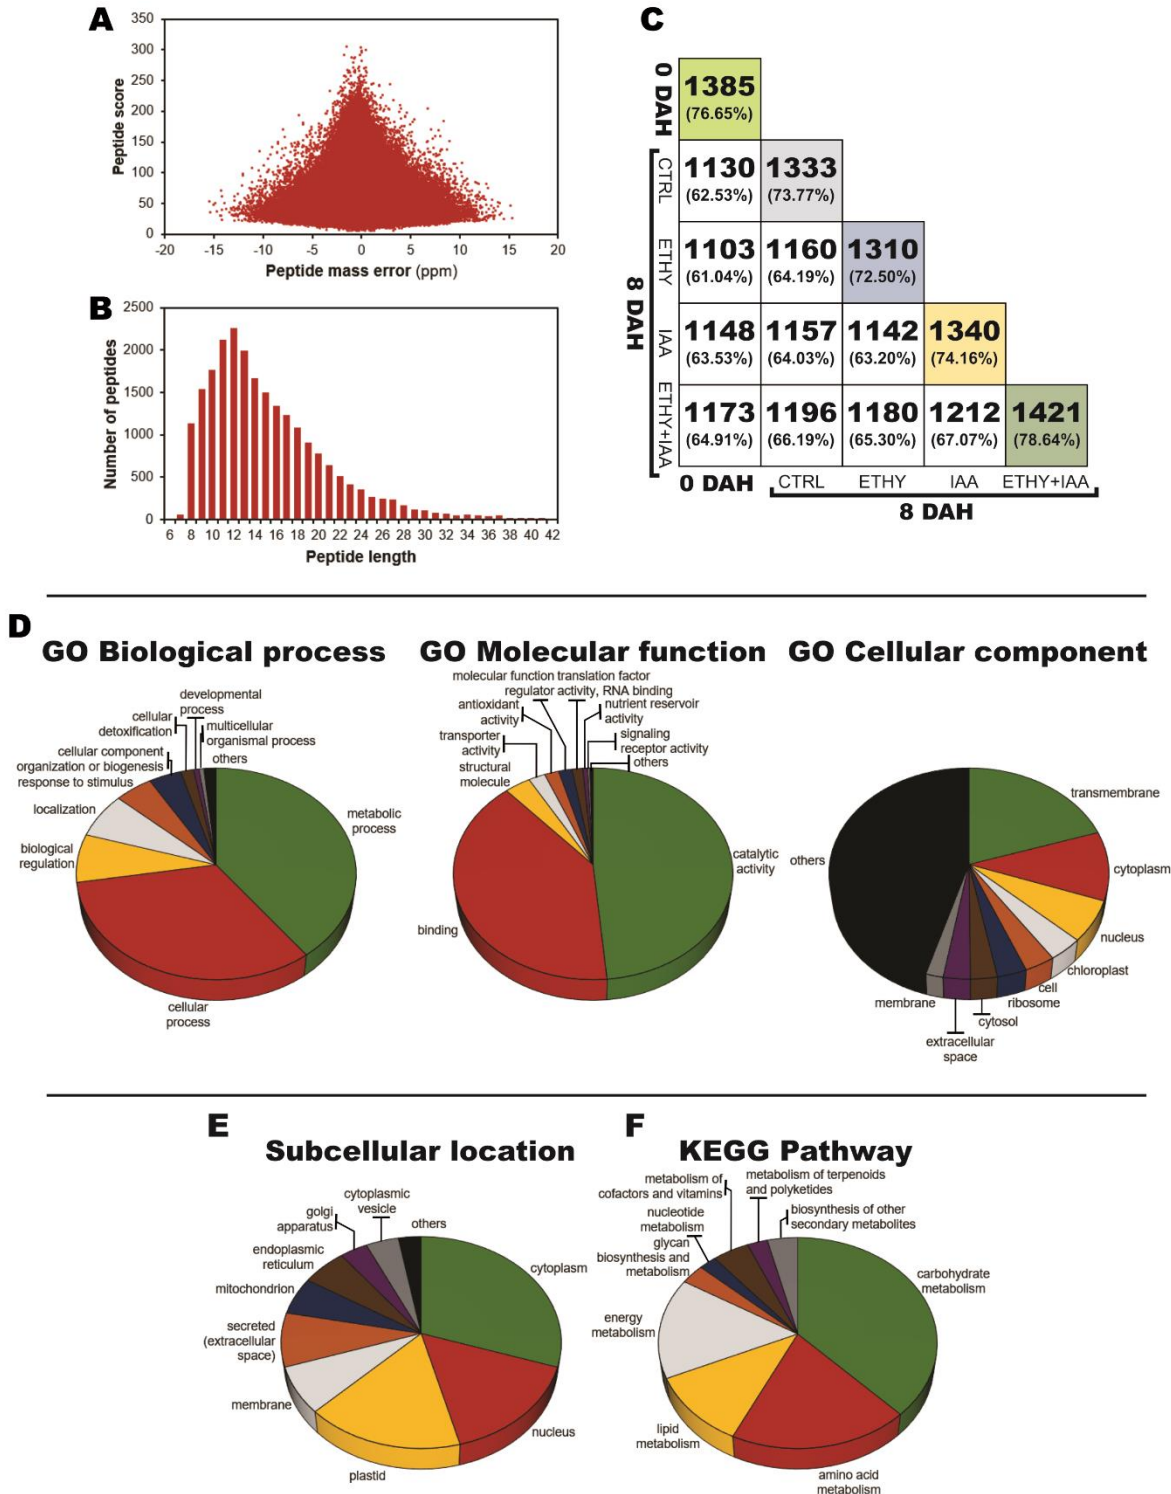 A
350
300
250
200
150
100
50
0
Peptide score
-20 -15 -10 -5 0 5 10 15 20
Peptide mass error (ppm)
B
2500
2000
1500
1000
500
0
Number of peptides
6 8 10 12 14 16 18 20 22 24 26 28 30 32 34 36 38 40 42
Peptide length
C
0 DAH
1385
(76.65%)
8 DAH
CTRL
1130 1333
(62.53%) (73.77%)
ETHY
1103 1160 1310
(61.04%) (64.19%) (72.50%)
IAA
1148 1157 1142 1340
(63.53%) (64.03%) (63.20%) (74.16%)
ETHY+IAA
1173 1196 1180 1212 1421
(64.91%) (66.19%) (65.30%) (67.07%) (78.64%)
0 DAH CTRL ETHY IAA ETHY+IAA
8 DAH
D
GO Biological process
developmental
process
cellular
detoxification
multicellular
organismal process
cellular component
organization or biogenesis
others
response to stimulus
localization
metabolic
process
biological
regulation
cellular
process
GO Molecular function
molecular function
regulator
translation factor
activity, RNA binding
antioxidant
activity
nutrient reservoir
activity
transporter
activity
signaling
receptor activity
structural
molecule
others
catalytic
activity
binding
GO Cellular component
transmembrane
others
cytoplasm
nucleus
chloroplast
cell
ribosome
membrane
cytosol
extracellular
space
E
Subcellular location
cytoplasmic
vesicle
golgi
apparatus
others
endoplasmic
reticulum
cytoplasm
mitochondrion
secreted
(extracellular
space)
membrane
nucleus
plastid
F
KEGG Pathway
metabolism of
cofactors and vitamins
metabolism of terpenoids
and polyketides
nucleotide
metabolism
biosynthesis of other
secondary metabolites
glycan
biosynthesis and
metabolism
carbohydrate
metabolism
energy
metabolism
lipid
metabolism
amino acid
metabolism